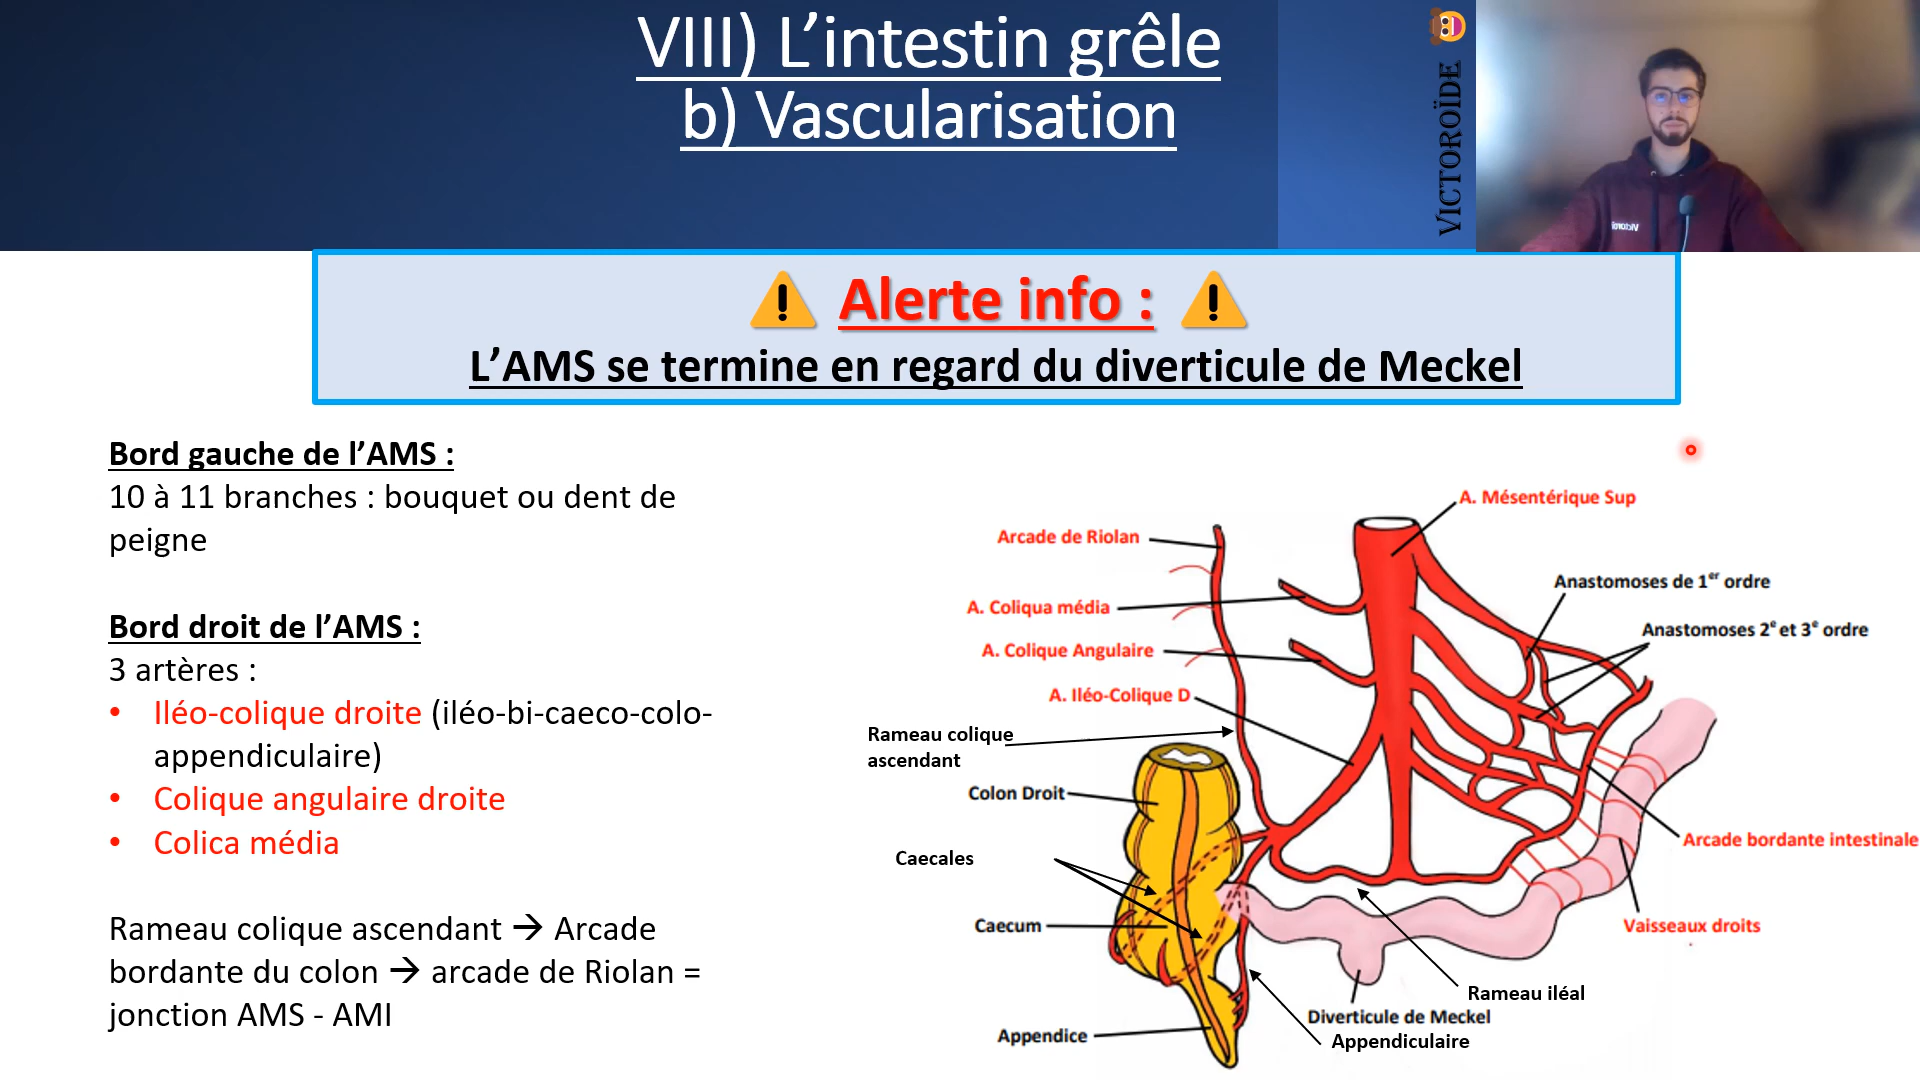 VIII) L’intestin grêle
b) Vascularisation
VICTOROÏDE
Alerte info :
L’AMS se termine en regard du diverticule de Meckel
Bord gauche de l’AMS :
10 à 11 branches : bouquet ou dent de
peigne
Bord droit de l’AMS :
3 artères :
• Iléo-colique droite (iléo-bi-caeco-colo-
appendiculaire)
• Colique angulaire droite
• Colica média
Rameau colique ascendant → Arcade
bordante du colon → arcade de Riolan =
jonction AMS - AMI
A. Mésentérique Sup
Arcade de Riolan
Anastomoses de 1er ordre
A. Coliqua média
Anastomoses 2e et 3e ordre
A. Colique Angulaire
A. Iléo-Colique D
Rameau colique
ascendant
Colon Droit
Arcade bordante intestinale
Caecales
Caecum
Vaisseaux droits
Rameau iléal
Diverticule de Meckel
Appendice
Appendiculaire